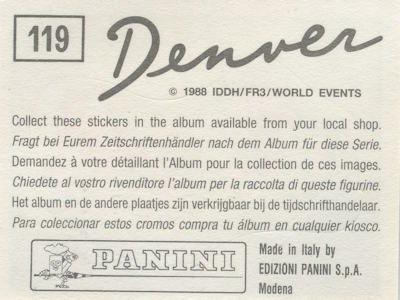 119 Denver
© 1988 IDDH/FR3/WORLD EVENTS
Collect these stickers in the album available from your local shop.
Fragt bei Eurem Zeitschriftenhändler nach dem Album für diese Serie.
Demandez à votre détaillant l'Album pour la collection de ces images.
Chiedete al vostro rivenditore l'album per la raccolta di queste figurine.
Het album en de andere plaatjes zijn verkrijgbaar bij de tijdschrifthandelaar.
Para coleccionar estos cromos compra tu álbum en cualquier kiosco.
PANINI
Made in Italy by
EDIZIONI PANINI S.p.A.
Modena